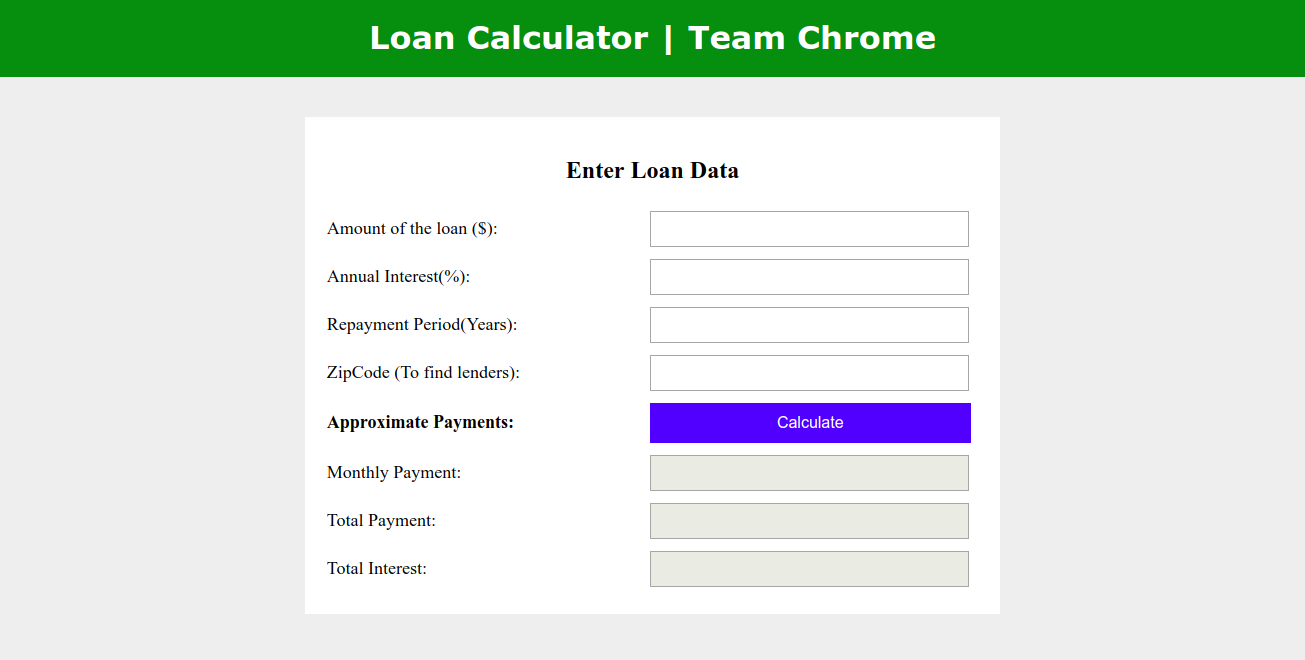 Loan Calculator | Team Chrome
Enter Loan Data
Amount of the loan ($):
Annual Interest(%):
Repayment Period(Years):
ZipCode (To find lenders):
Approximate Payments: Calculate
Monthly Payment:
Total Payment:
Total Interest: